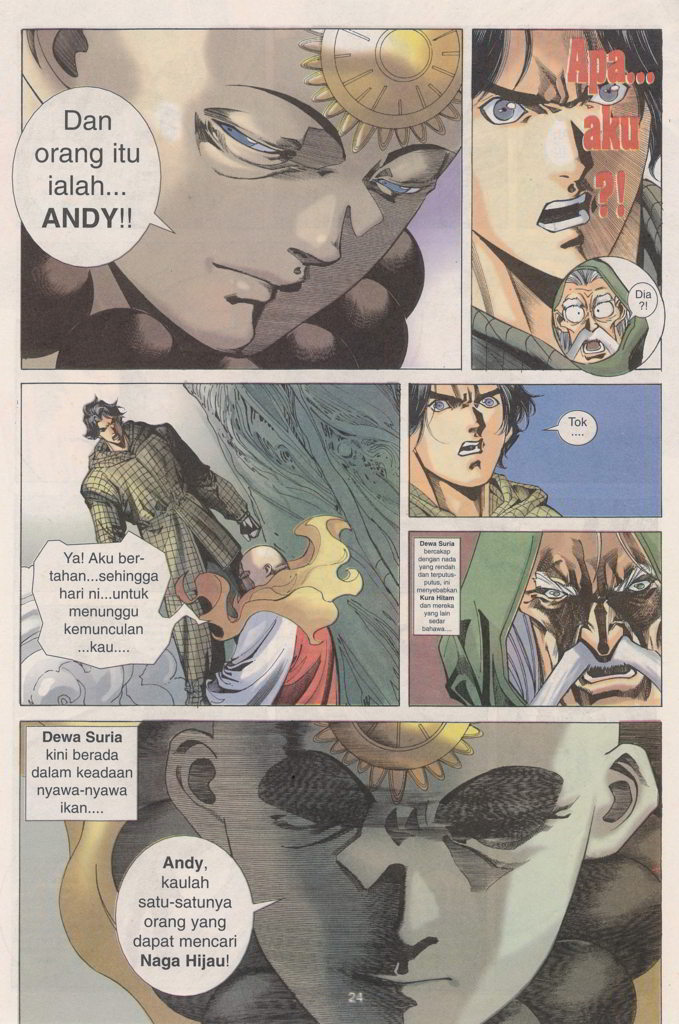 Dan
orang itu
ialah...
ANDY!!
Apa...
aku
?!
Dia
?!
Ya! Aku ber-
tahan...sehingga
hari ni...untuk
menunggu
kemunculan
...kau....
Tok
....
Dewa Suria
bercakap
dengan nada
yang rendah
dan terputus-
putus, ini
menyebabkan
Kura Hitam
dan mereka
yang lain
sedar
bahawa....
Dewa Suria
kini berada
dalam keadaan
nyawa-nyawa
ikan....
Andy,
kaulah
satu-satunya
orang yang
dapat mencari
Naga Hijau!
24